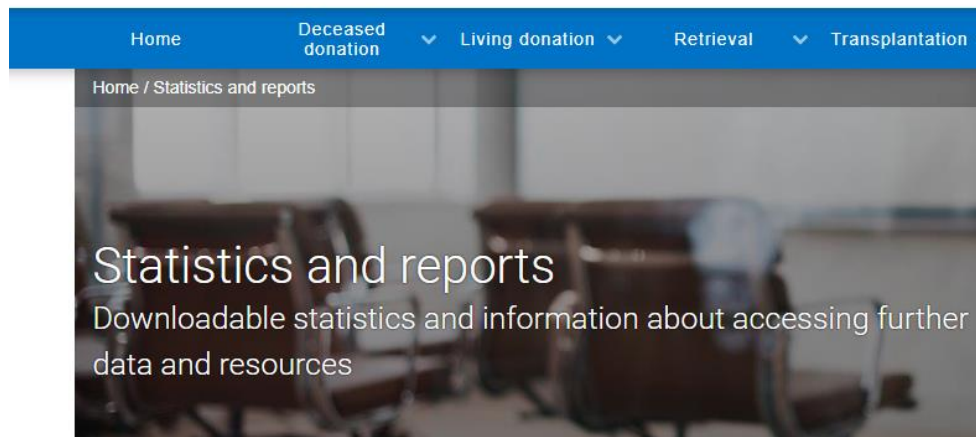 Home
Deceased
donation
Living donation
Retrieval
Transplantation
Home / Statistics and reports
Statistics and reports
Downloadable statistics and information about accessing further
data and resources